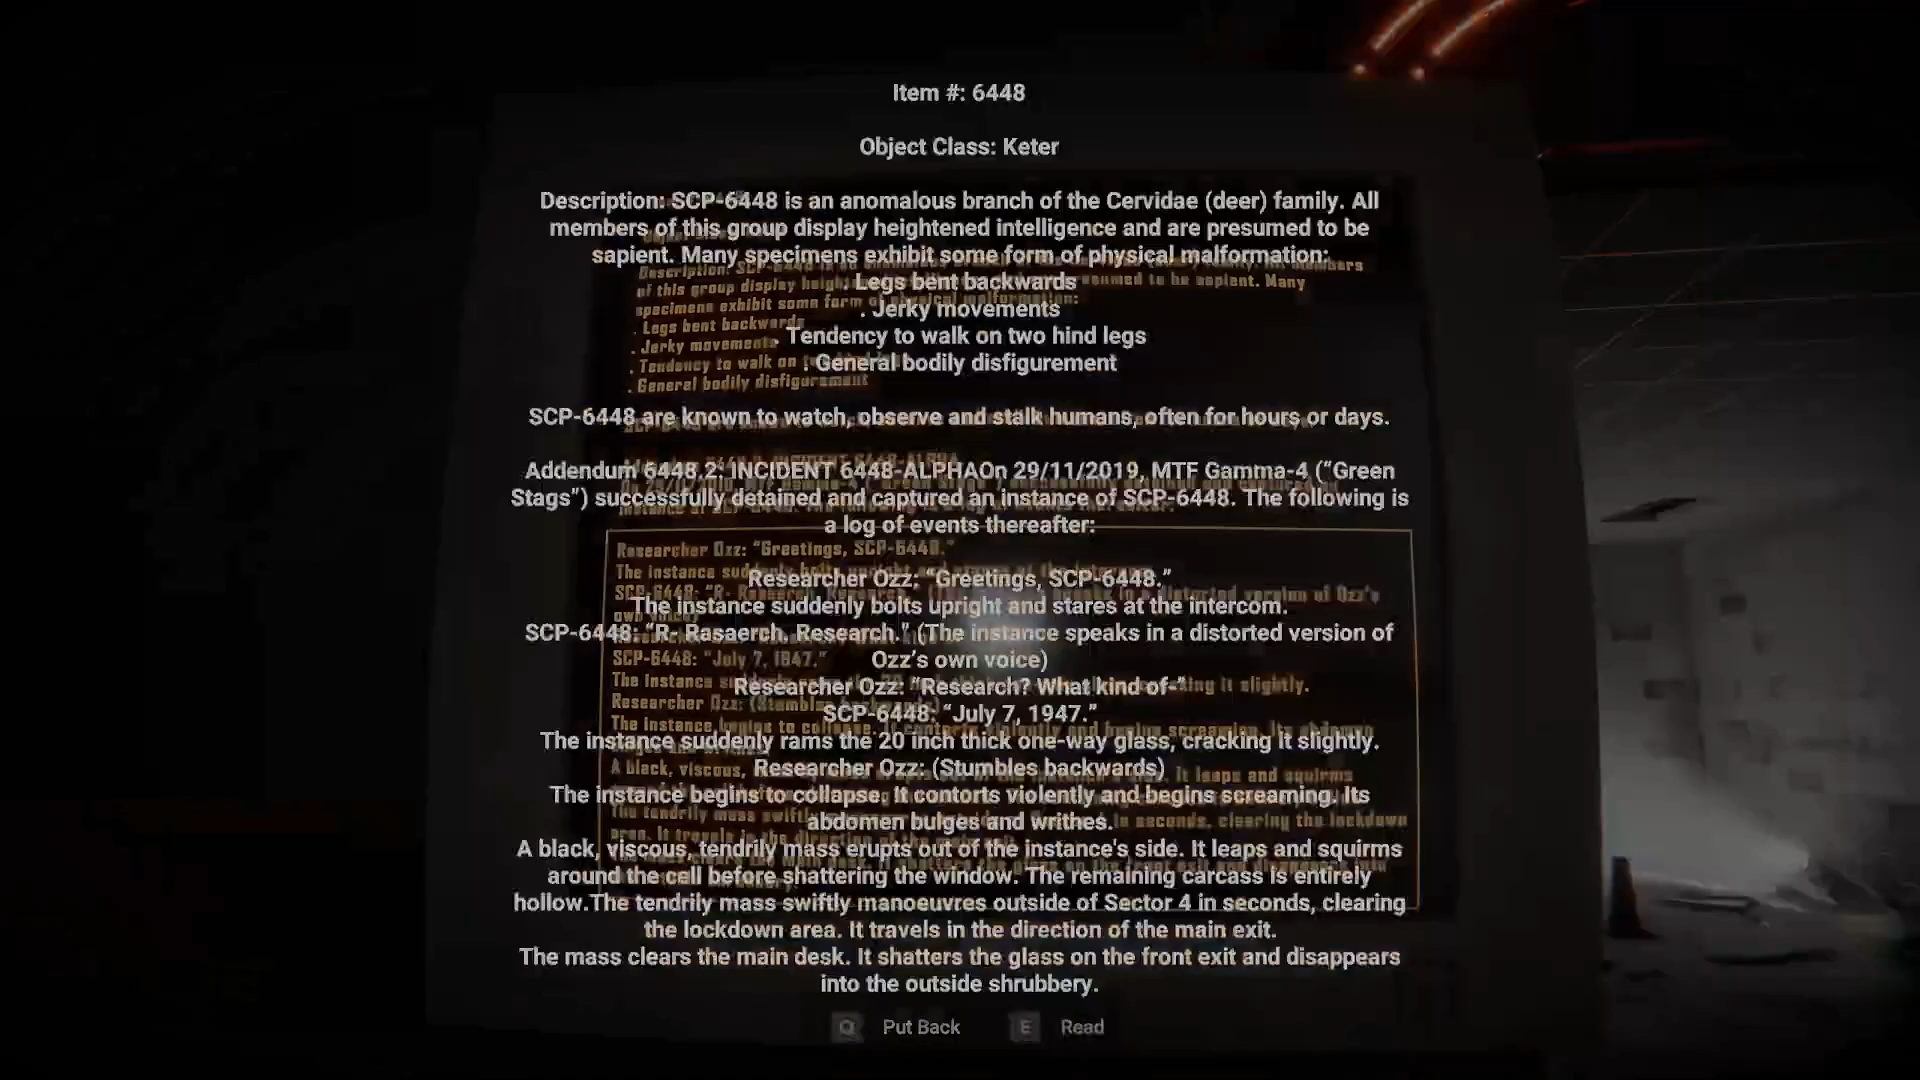 Item #: 6448
Object Class: Keter
Description: SCP-6448 is an anomalous branch of the Cervidae (deer) family. All
members of this group display heightened intelligence and are presumed to be
sapient. Many specimens exhibit some form of physical malformation:
. Legs bent backwards
. Jerky movements
. Tendency to walk on two hind legs
. General bodily disfigurement
SCP-6448 are known to watch, observe and stalk humans, often for hours or days.
Addendum 6448.2: INCIDENT 6448-ALPHAOn 29/11/2019, MTF Gamma-4 (“Green
Stags”) successfully detained and captured an instance of SCP-6448. The following is
a log of events thereafter:
Researcher Ozz: “Greetings, SCP-6448.”
The instance suddenly bolts upright and stares at the intercom.
SCP-6448: “R- Rasaerch. Research.” (The instance speaks in a distorted version of
Ozz’s own voice)
Researcher Ozz: “Research? What kind of-”
SCP-6448: “July 7, 1947.”
The instance suddenly rams the 20 inch thick one-way glass, cracking it slightly.
Researcher Ozz: (Stumbles backwards)
The instance begins to collapse. It contorts violently and begins screaming. Its
abdomen bulges and writhes.
A black, viscous, tendrily mass erupts out of the instance's side. It leaps and squirms
around the cell before shattering the window. The remaining carcass is entirely
hollow.The tendrily mass swiftly manoeuvres outside of Sector 4 in seconds, clearing
the lockdown area. It travels in the direction of the main exit.
The mass clears the main desk. It shatters the glass on the front exit and disappears
into the outside shrubbery.
Q Put Back E Read